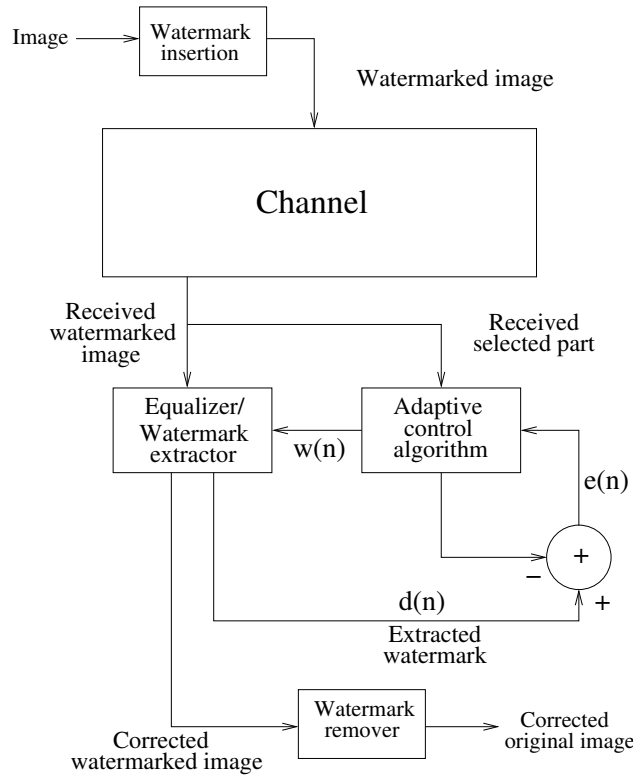 Image
Watermark
insertion
Watermarked image
Channel
Received
watermarked
image
Received
selected part
Equalizer/
Watermark
extractor
w(n)
Adaptive
control
algorithm
e(n)
+
−
+
d(n)
Extracted
watermark
Corrected
watermarked image
Watermark
remover
Corrected
original image